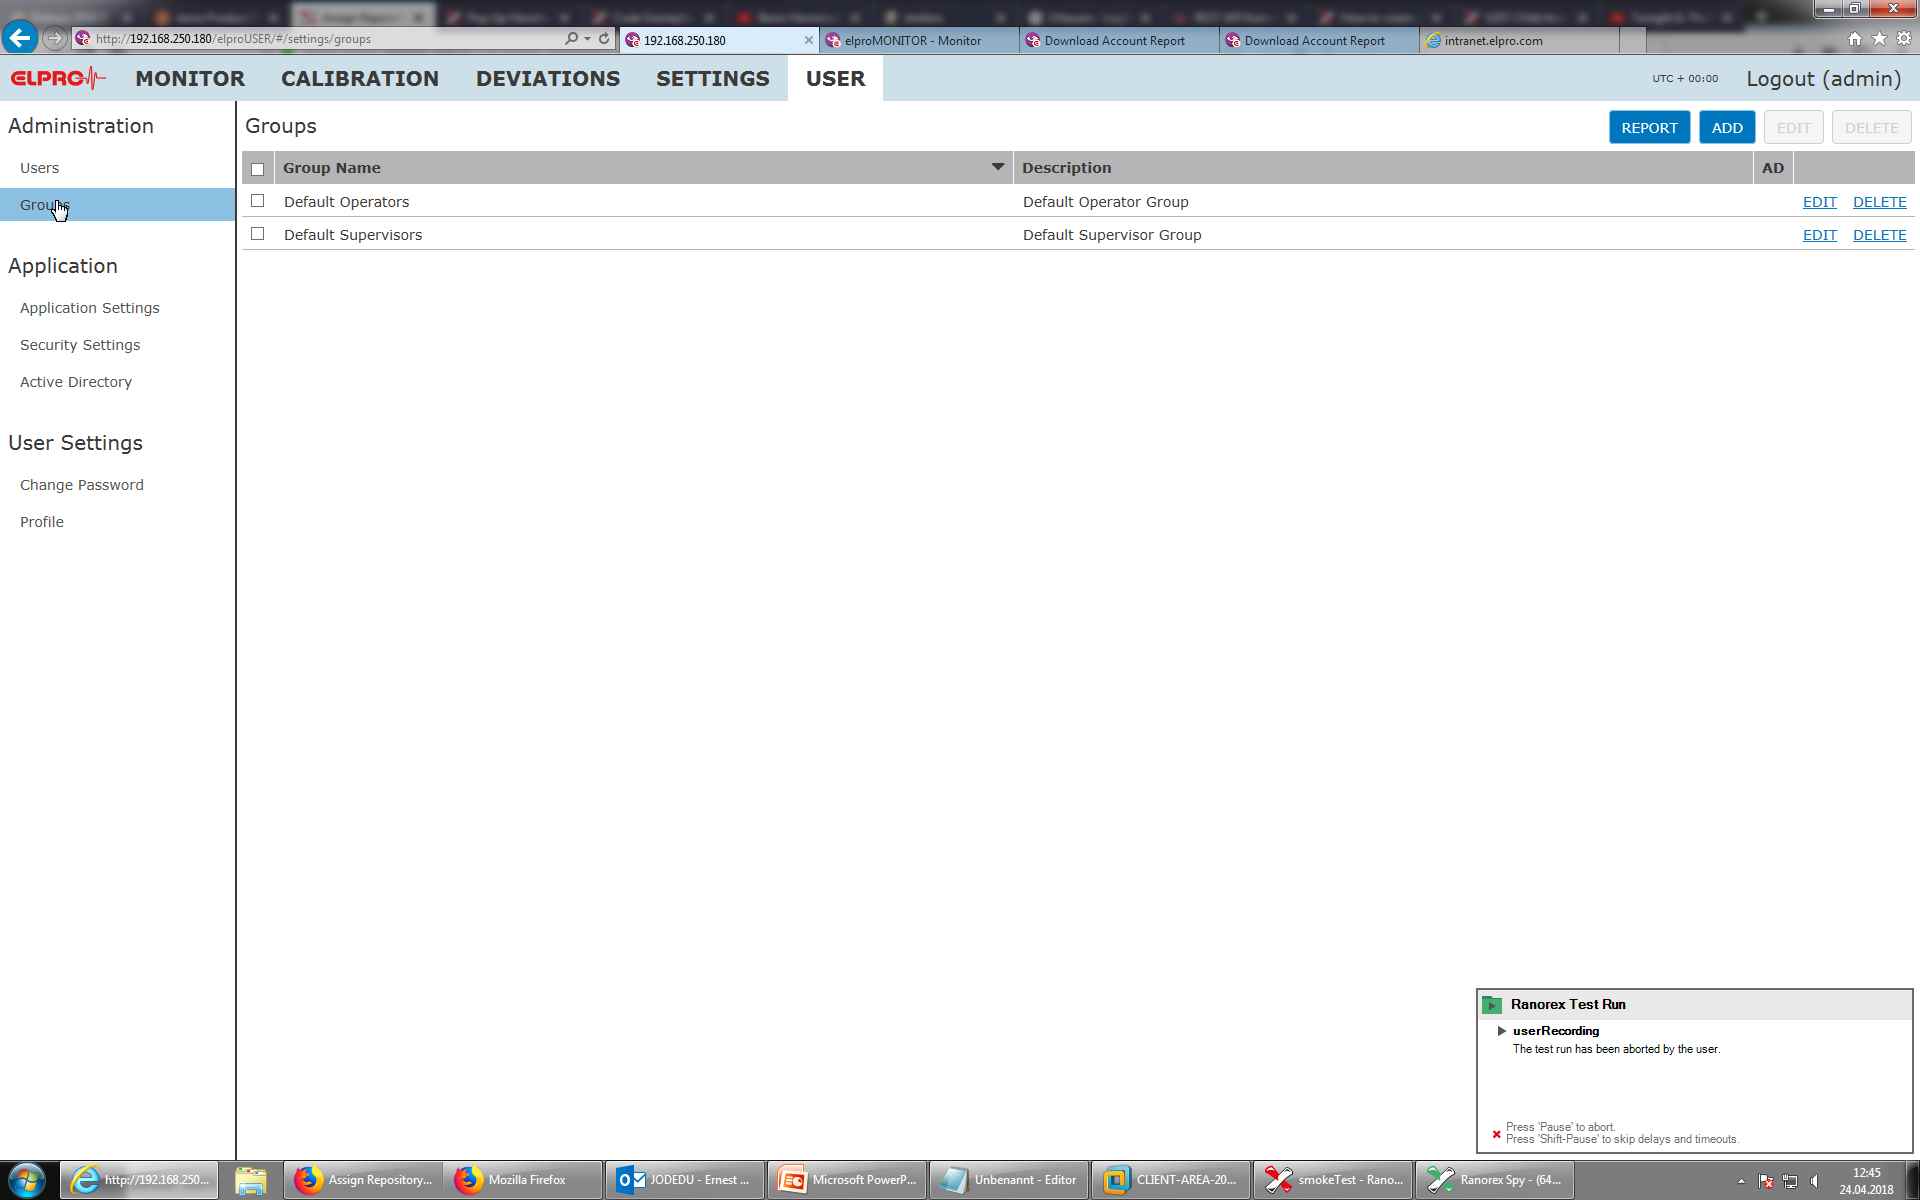 http://192.168.250.180/elproUSER/#/settings/groups
192.168.250.180
elproMONITOR - Monitor
Download Account Report
Download Account Report
intranet.elpro.com
ELPRO
MONITOR
CALIBRATION
DEVIATIONS
SETTINGS
USER
UTC + 00:00
Logout (admin)
Administration
Users
Groups
Application
Application Settings
Security Settings
Active Directory
User Settings
Change Password
Profile
Groups
REPORT
ADD
EDIT
DELETE
Group Name
Description
AD
Default Operators
Default Operator Group
EDIT
DELETE
Default Supervisors
Default Supervisor Group
EDIT
DELETE
Ranorex Test Run
userRecording
The test run has been aborted by the user.
Press 'Pause' to abort.
Press 'Shift-Pause' to skip delays and timeouts.
http://192.168.250...
Assign Repository...
Mozilla Firefox
JODEDU - Ernest ...
Microsoft PowerP...
Unbenannt - Editor
CLIENT-AREA-20...
smokeTest - Rano...
Ranorex Spy - (64...
12:45
24.04.2018